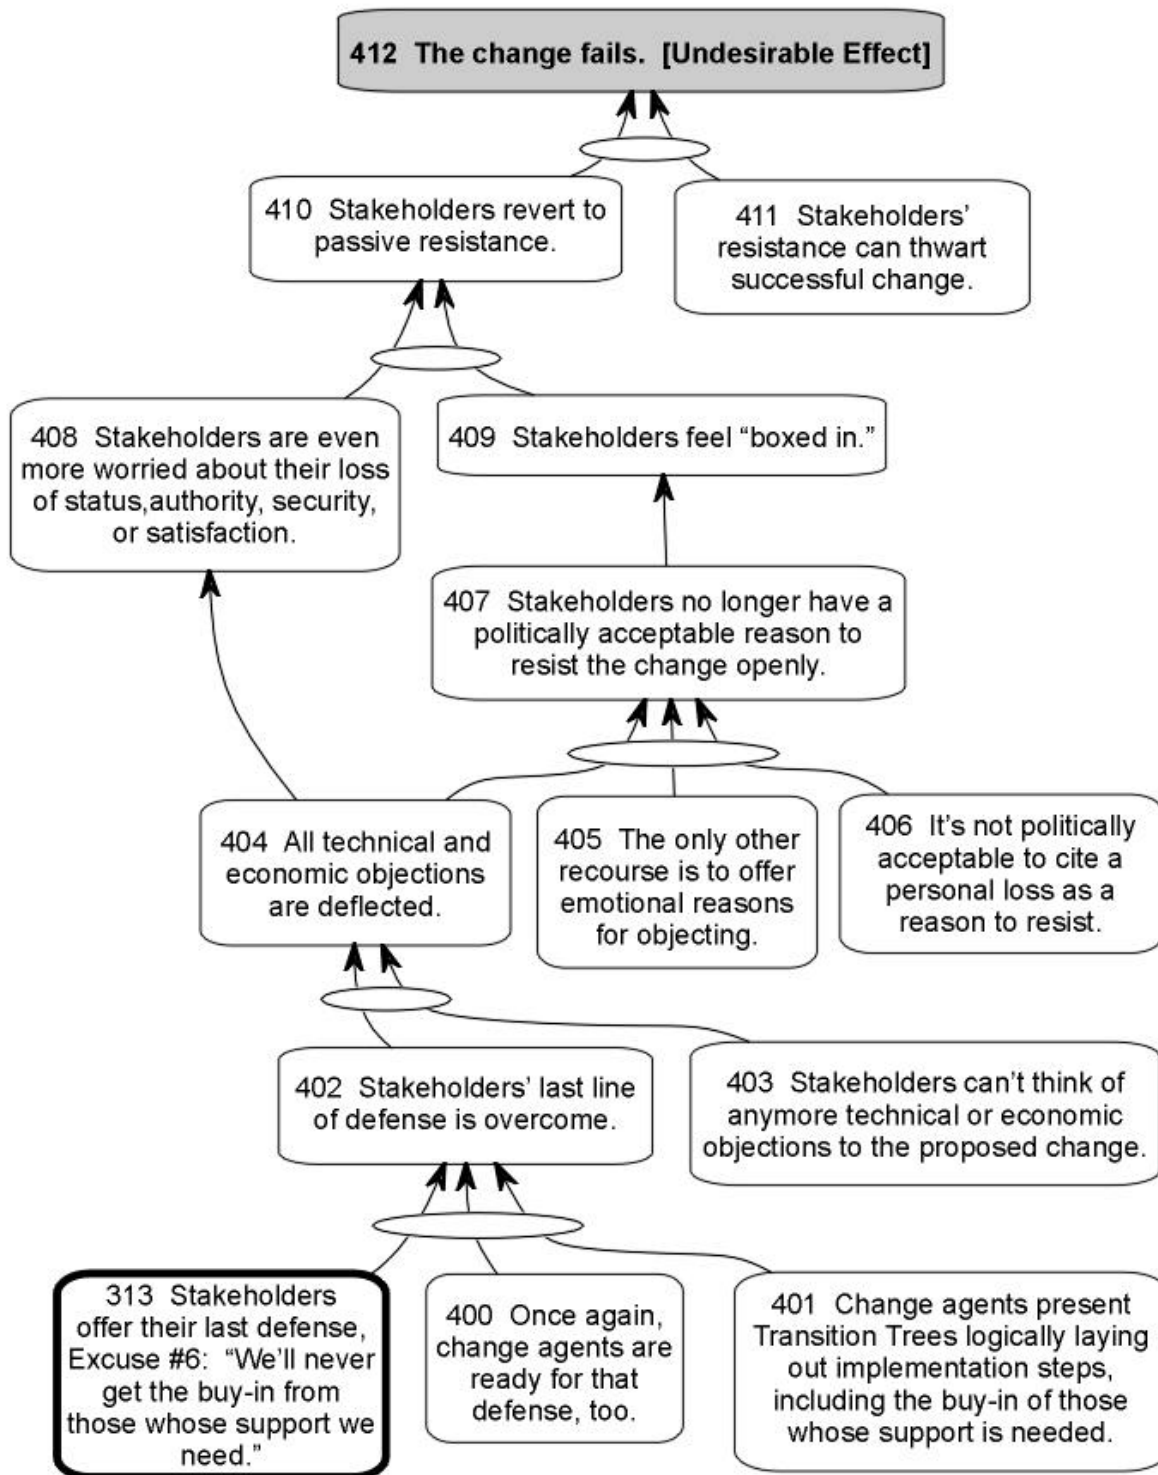 412  The change fails.  [Undesirable Effect]
410  Stakeholders revert to
passive resistance.
411  Stakeholders’
resistance can thwart
successful change.
408  Stakeholders are even
more worried about their loss
of status,authority, security,
or satisfaction.
409  Stakeholders feel “boxed in.”
407  Stakeholders no longer have a
politically acceptable reason to
resist the change openly.
404  All technical and
economic objections
are deflected.
405  The only other
recourse is to offer
emotional reasons
for objecting.
406  It’s not politically
acceptable to cite a
personal loss as a
reason to resist.
402  Stakeholders’ last line
of defense is overcome.
403  Stakeholders can’t think of
anymore technical or economic
objections to the proposed change.
313  Stakeholders
offer their last defense,
Excuse #6:  “We’ll never
get the buy-in from
those whose support we
need.”
400  Once again,
change agents are
ready for that
defense, too.
401  Change agents present
Transition Trees logically laying
out implementation steps,
including the buy-in of those
whose support is needed.